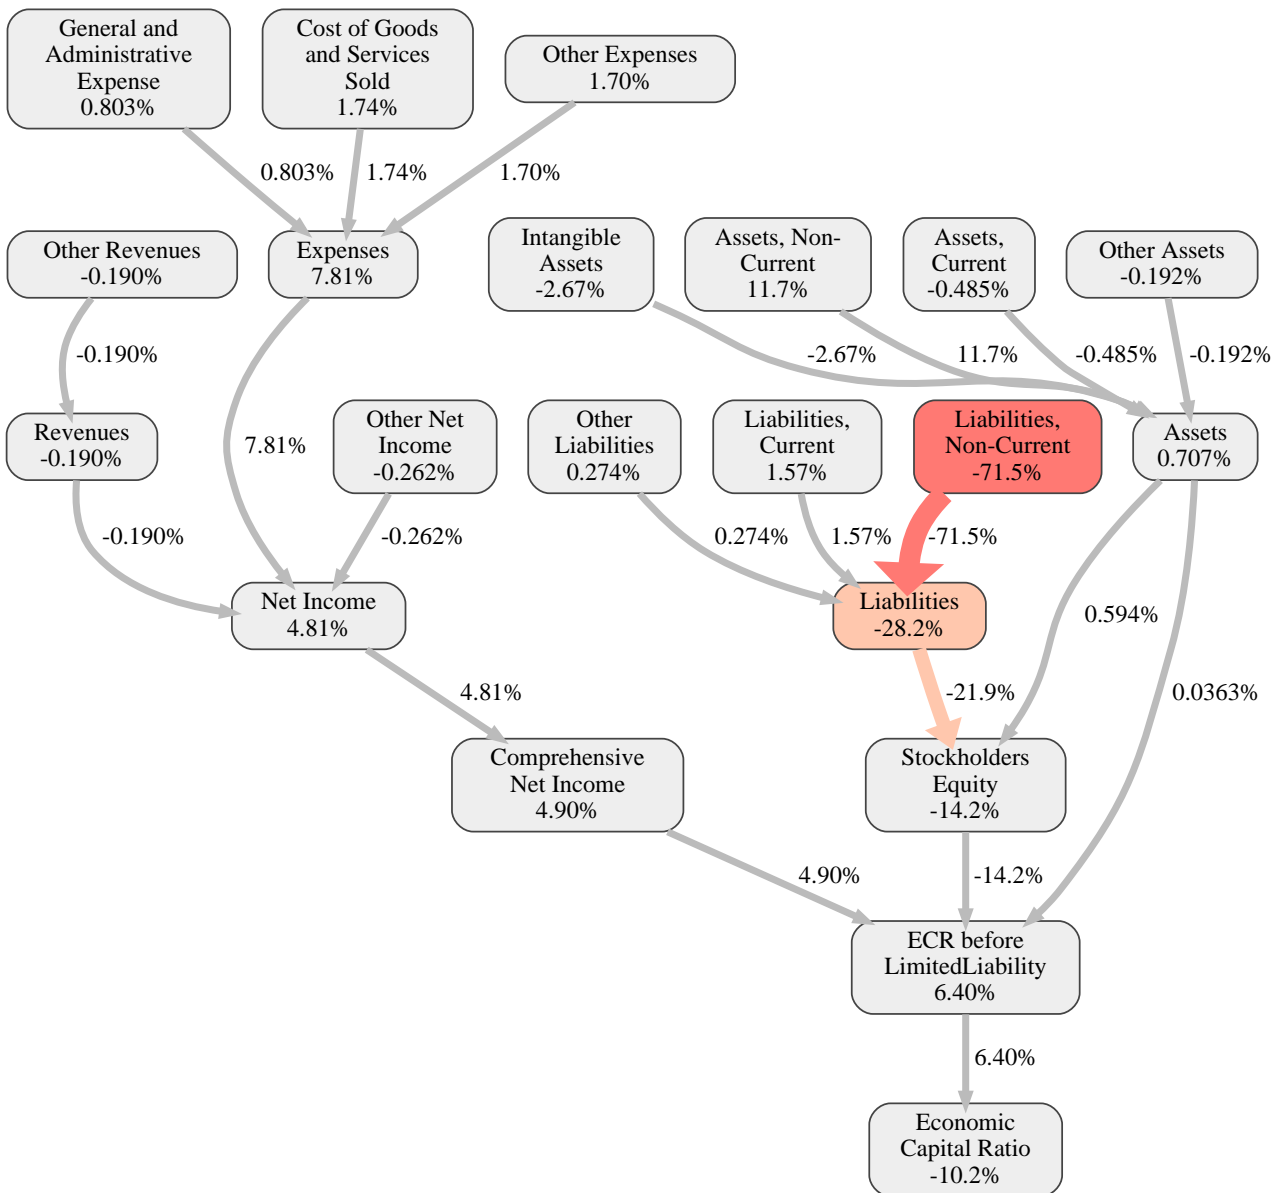 General and
Administrative
Expense
0.803%
Cost of Goods
and Services
Sold
1.74%
Other Expenses
1.70%
0.803%
1.74%
1.70%
Other Revenues
-0.190%
Expenses
7.81%
Intangible
Assets
-2.67%
Assets, Non-
Current
11.7%
Assets,
Current
-0.485%
Other Assets
-0.192%
-0.190%
-2.67%
11.7%
-0.485%
-0.192%
Revenues
-0.190%
7.81%
Other Net
Income
-0.262%
Other
Liabilities
0.274%
Liabilities,
Current
1.57%
Liabilities,
Non-Current
-71.5%
Assets
0.707%
-0.190%
-0.262%
0.274%
1.57%
-71.5%
Net Income
4.81%
Liabilities
-28.2%
0.594%
4.81%
-21.9%
0.0363%
Comprehensive
Net Income
4.90%
Stockholders
Equity
-14.2%
4.90%
-14.2%
ECR before
LimitedLiability
6.40%
6.40%
Economic
Capital Ratio
-10.2%